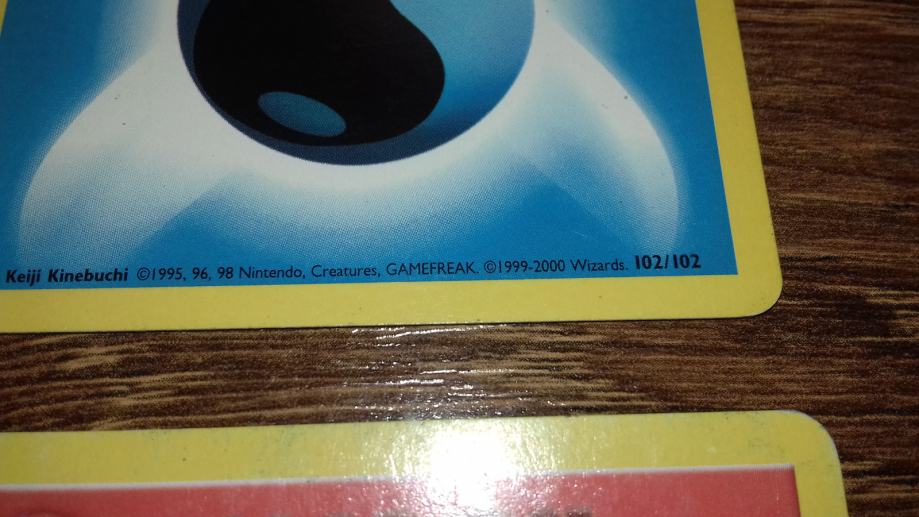 Keiji Kinebuchi ©1995, 96, 98 Nintendo, Creatures, GAMEFREAK. ©1999-2000 Wizards. 102/102